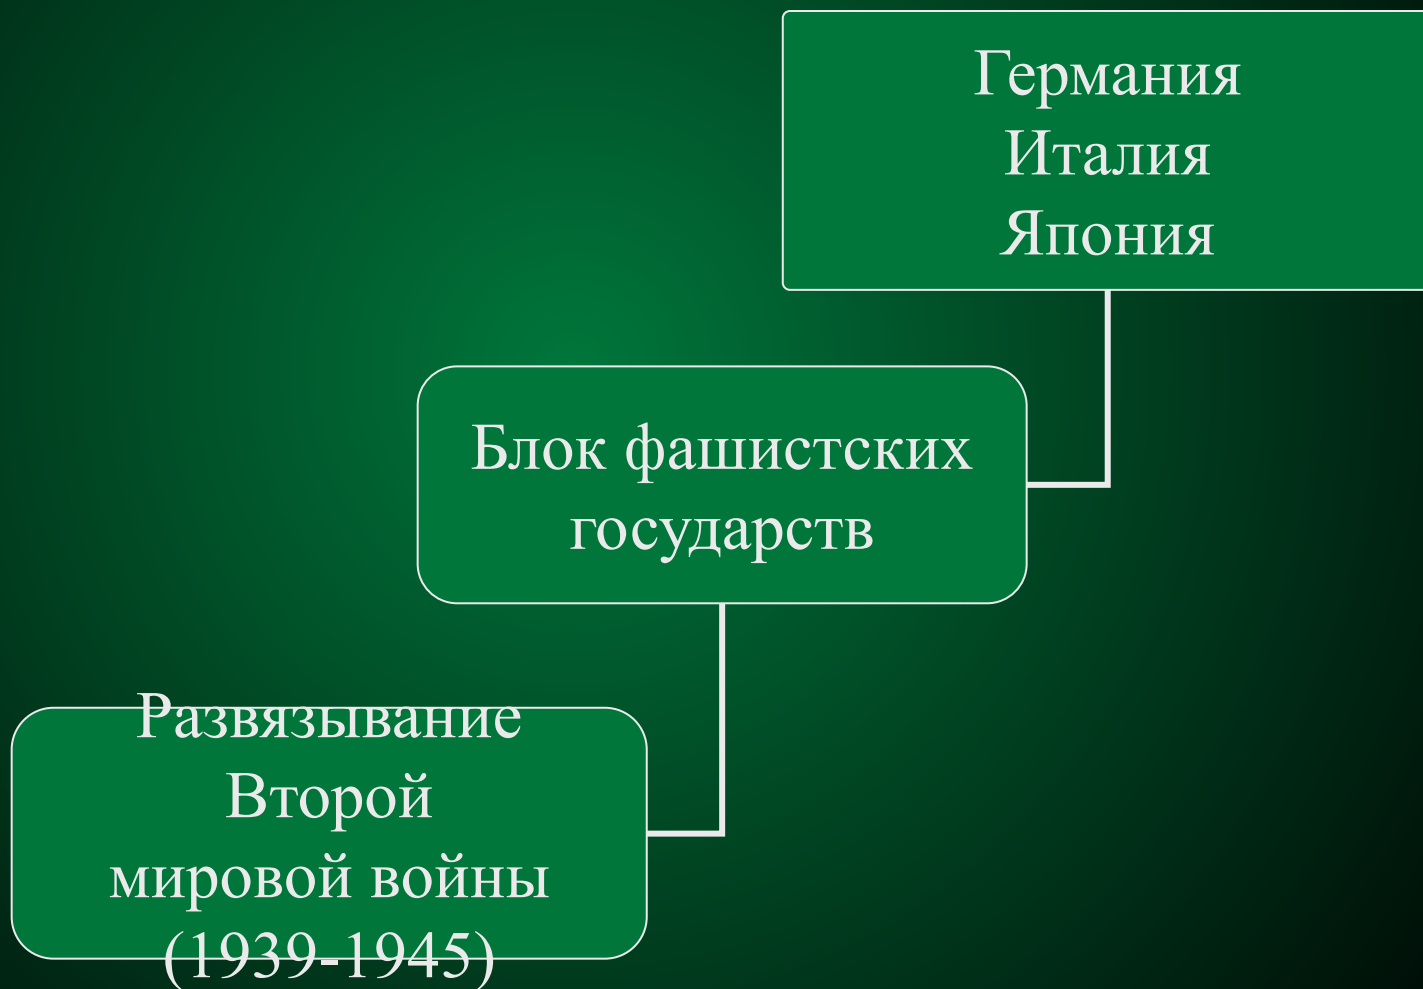 Германия
Италия
Япония
Блок фашистских
государств
Развязывание
Второй
мировой войны
(1939-1945)